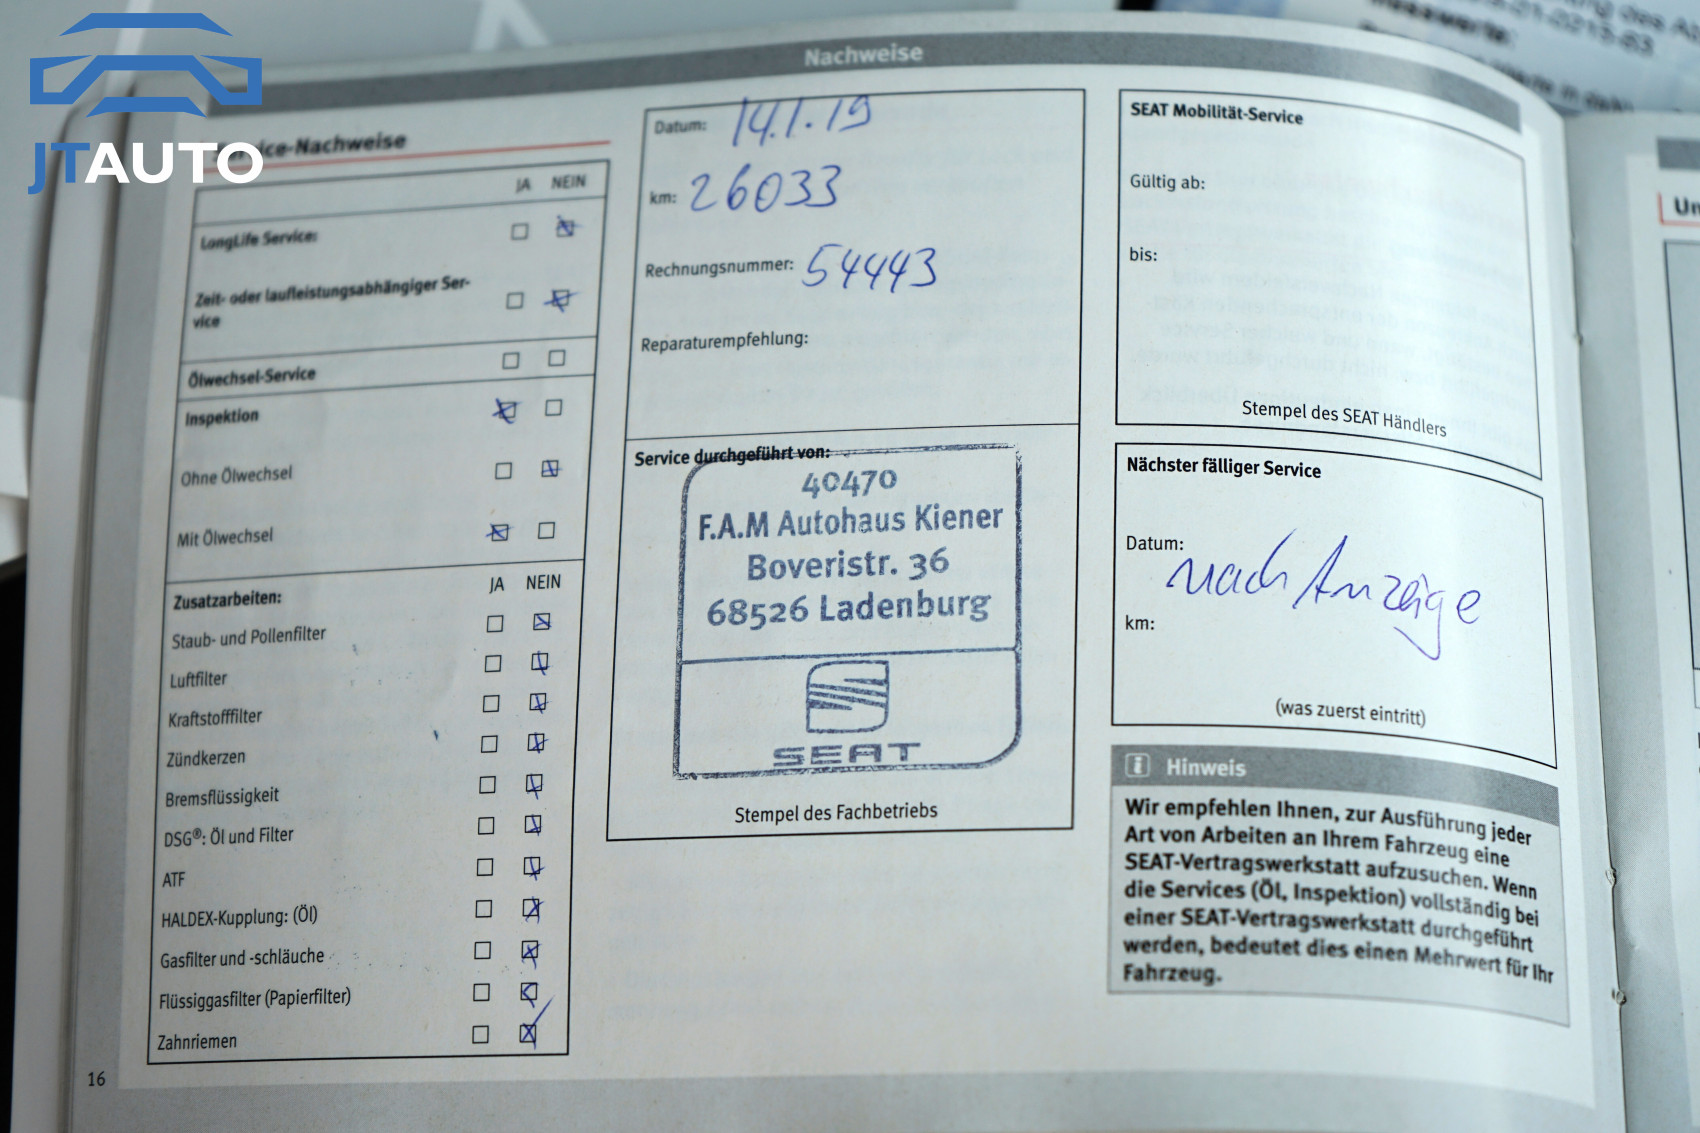 JTAUTO
Nachweise
Service-Nachweise
JA NEIN
LongLife Service:
Zeit- oder laufleistungsabhängiger Ser-
vice
Ölwechsel-Service
Inspektion
Ohne Ölwechsel
Mit Ölwechsel
Zusatzarbeiten: JA NEIN
Staub- und Pollenfilter
Luftfilter
Kraftstofffilter
Zündkerzen
Bremsflüssigkeit
DSG®: Öl und Filter
ATF
HALDEX-Kupplung: (Öl)
Gasfilter und -schläuche
Flüssiggasfilter (Papierfilter)
Zahnriemen
16
Datum: 14.1.19
km: 26033
Rechnungsnummer: 54443
Reparaturempfehlung:
Service durchgeführt von:
40470
F.A.M Autohaus Kiener
Boveristr. 36
68526 Ladenburg
SEAT
Stempel des Fachbetriebs
SEAT Mobilität-Service
Gültig ab:
bis:
Stempel des SEAT Händlers
Nächster fälliger Service
Datum:
nach Anzeige
km:
(was zuerst eintritt)
i Hinweis
Wir empfehlen Ihnen, zur Ausführung jeder
Art von Arbeiten an Ihrem Fahrzeug eine
SEAT-Vertragswerkstatt aufzusuchen. Wenn
die Services (Öl, Inspektion) vollständig bei
einer SEAT-Vertragswerkstatt durchgeführt
werden, bedeutet dies einen Mehrwert für Ihr
Fahrzeug.